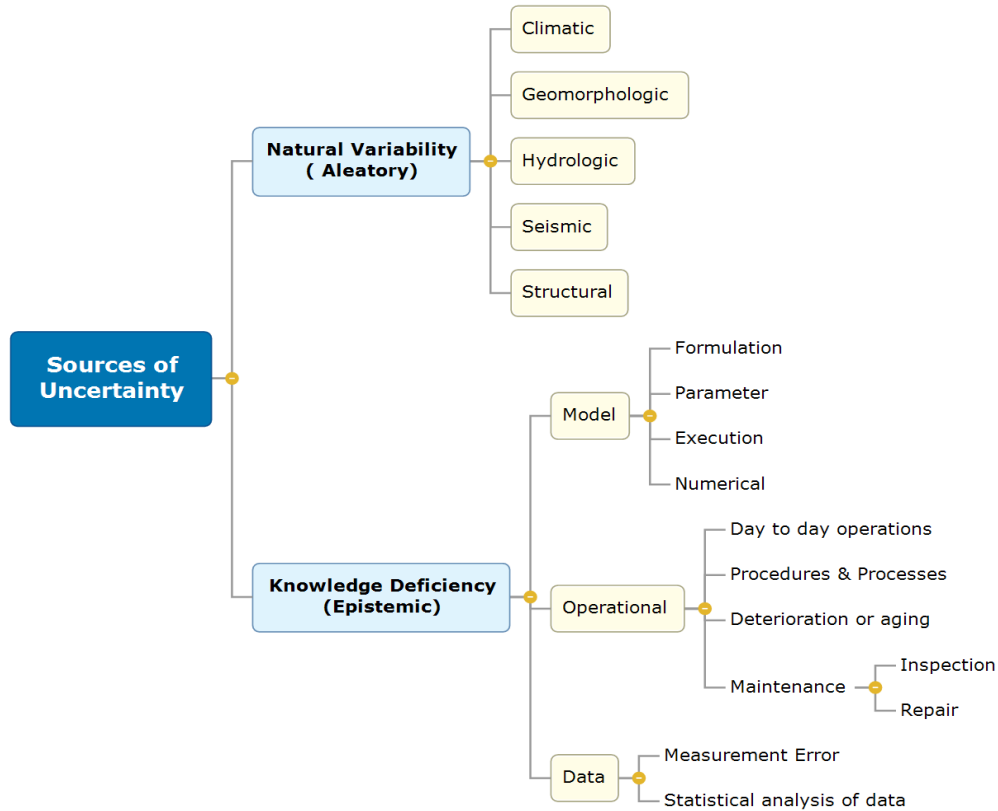 Sources of
Uncertainty
Natural Variability
( Aleatory)
Climatic
Geomorphologic
Hydrologic
Seismic
Structural
Knowledge Deficiency
(Epistemic)
Model
Formulation
Parameter
Execution
Numerical
Operational
Day to day operations
Procedures & Processes
Deterioration or aging
Maintenance
Inspection
Repair
Data
Measurement Error
Statistical analysis of data